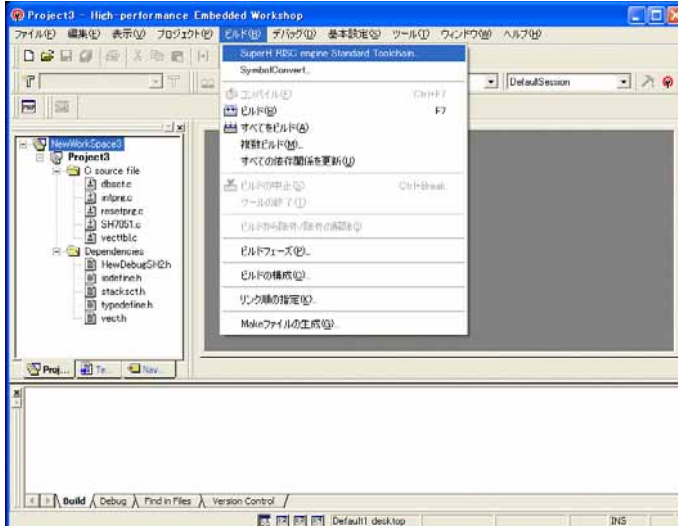 Project3 - High-performance Embedded Workshop
ファイル(F) 編集(E) 表示(V) プロジェクト(P) ビルド(B) デバッグ(D) 基本設定(S) ツール(T) ウィンドウ(W) ヘルプ(H)
SuperH RISC engine Standard Toolchain...
SymbolConvert...
DefaultSession
コンパイル(F) Ctrl+F7
ビルド(B) F7
すべてをビルド(A)
複数ビルド(M)...
すべての依存関係を更新(U)
ビルドの中止(S) Ctrl+Break
ツールの終了(T)
ビルドから除外/除外の解除(I)
ビルドフェーズ(P)...
ビルドの構成(C)...
リンク順の指定(K)...
Makeファイルの生成(G)...
NewWorkSpace3
Project3
C source file
dbsct.c
intprg.c
resetprg.c
SH7051.c
vecttbl.c
Dependencies
HewDebugSH2.h
iodefine.h
stacksct.h
typedefine.h
vect.h
Proj... Te... Nav...
Build Debug Find in Files Version Control
Default1 desktop INS